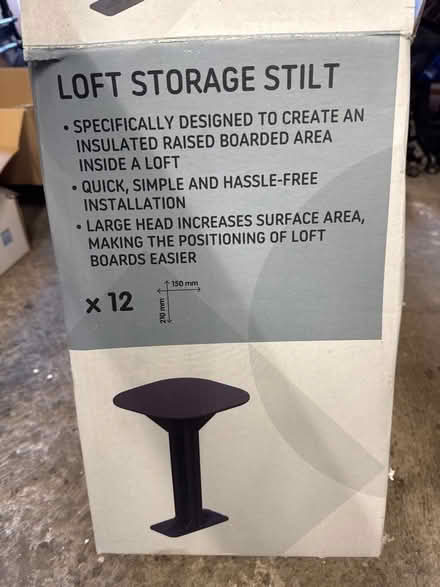 LOFT STORAGE STILT
• SPECIFICALLY DESIGNED TO CREATE AN
INSULATED RAISED BOARDED AREA
INSIDE A LOFT
• QUICK, SIMPLE AND HASSLE-FREE
INSTALLATION
• LARGE HEAD INCREASES SURFACE AREA,
MAKING THE POSITIONING OF LOFT
BOARDS EASIER
x 12
150 mm
210 mm